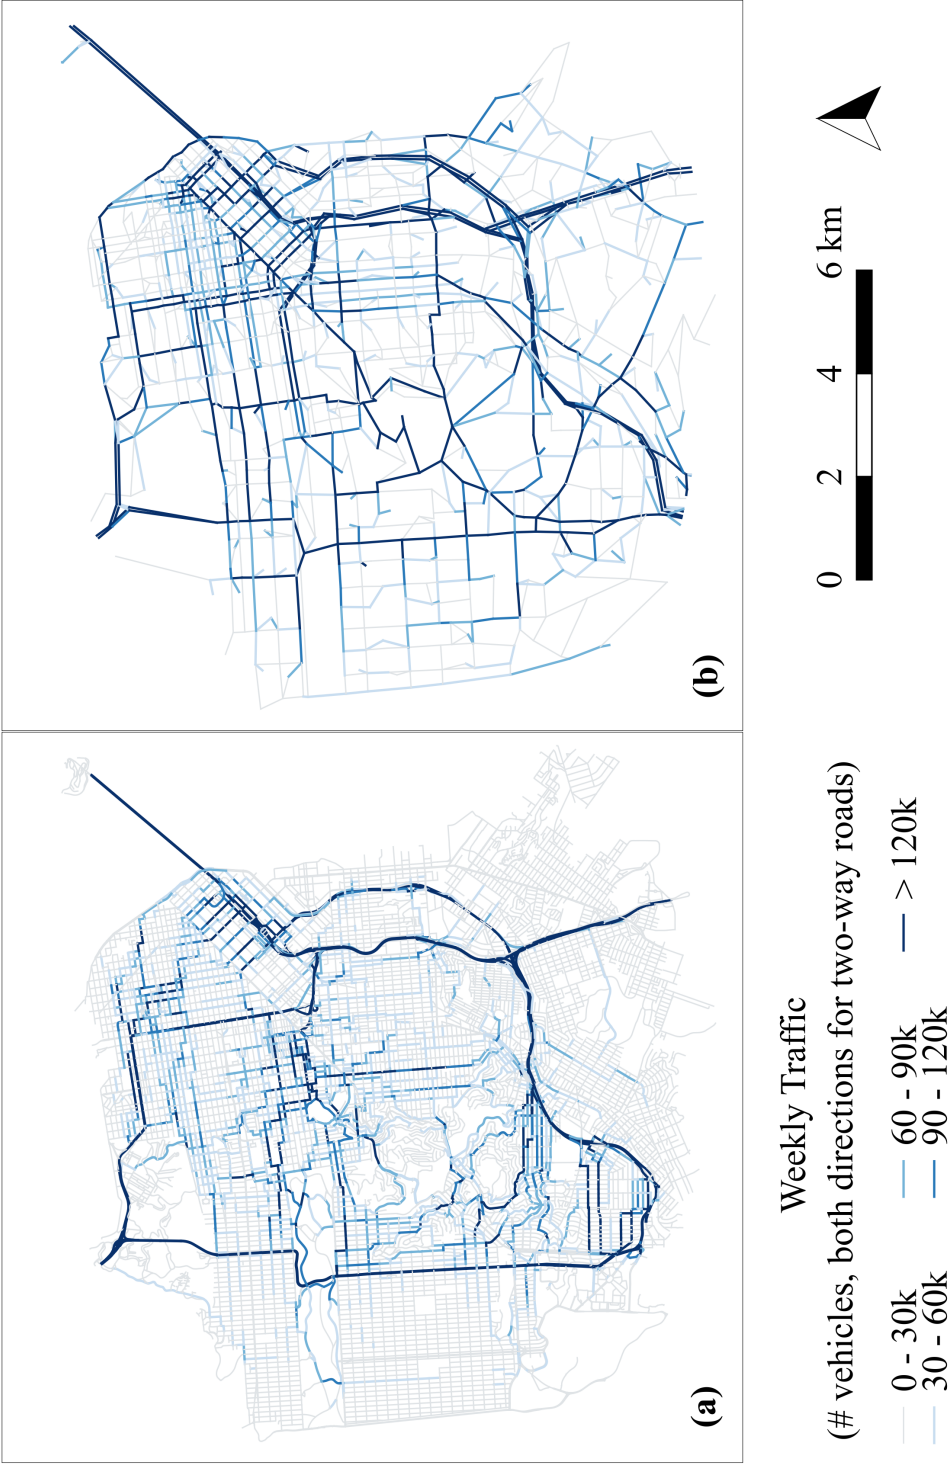 (a)
(b)
Weekly Traffic
(# vehicles, both directions for two-way roads)
0 - 30k
60 - 90k
> 120k
30 - 60k
90 - 120k
0 2 4 6 km